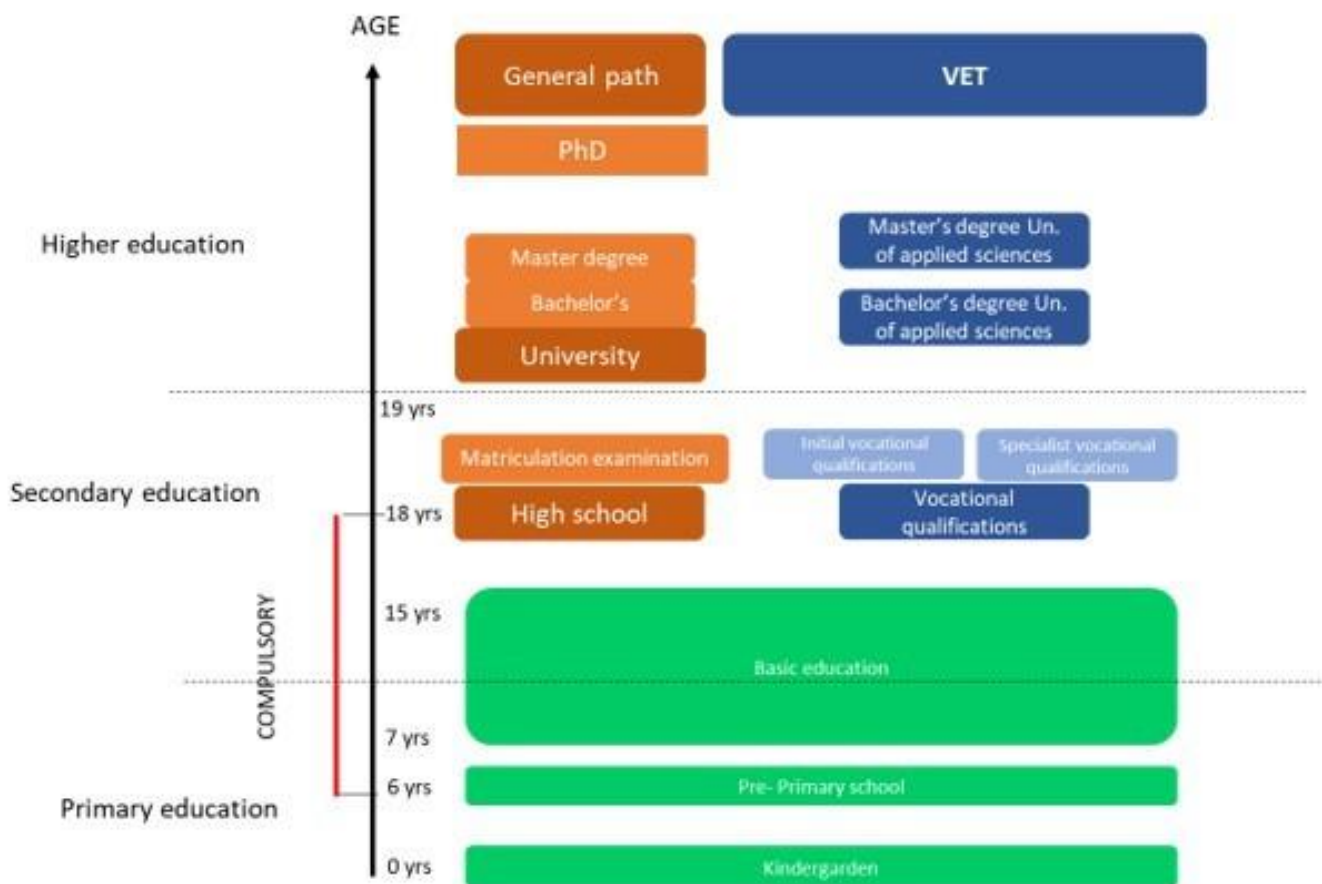 AGE
General path
VET
PhD
Higher education
Master degree
Master's degree Un.
of applied sciences
Bachelor's
Bachelor's degree Un.
of applied sciences
University
19 yrs
Matriculation examination
Initial vocational
qualifications
Specialist vocational
qualifications
Secondary education
18 yrs
High school
Vocational
qualifications
COMPULSORY
15 yrs
Basic education
7 yrs
6 yrs
Pre- Primary school
Primary education
0 yrs
Kindergarden